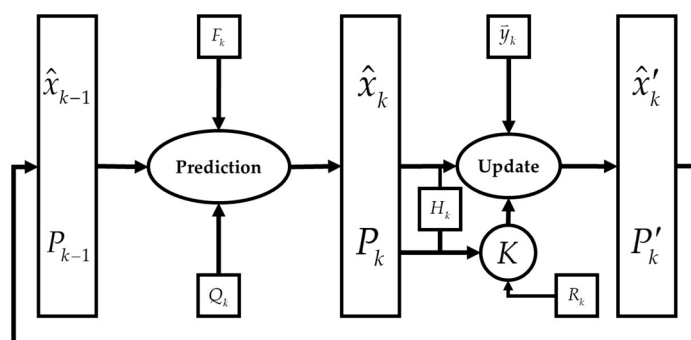 x̂ₖ₋₁
Pₖ₋₁
Fₖ
Prediction
Qₖ
x̂ₖ
Pₖ
Hₖ
ȳₖ
Update
K
Rₖ
x̂′ₖ
P′ₖ